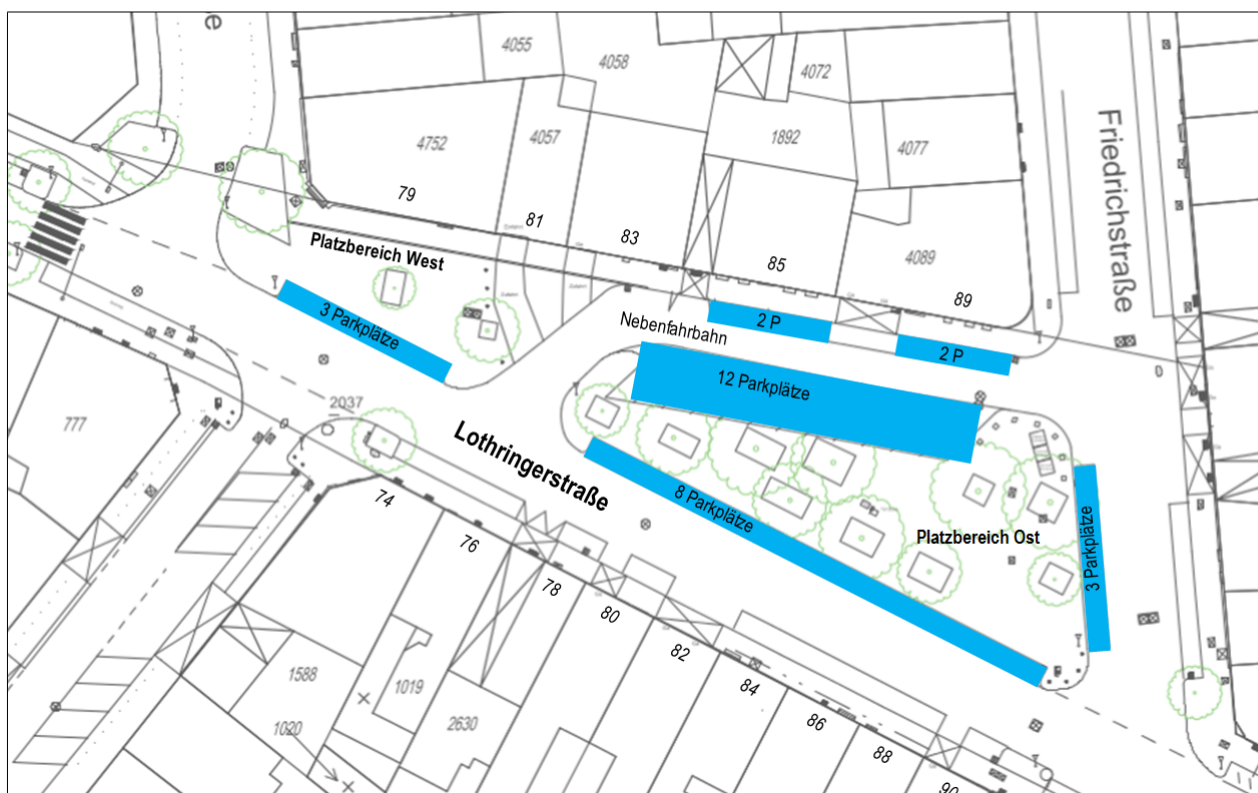 e
4055
4058
4072
4752
4057
1892
4077
4089
Friedrichstraße
79
81
83
85
89
Platzbereich West
3 Parkplätze
2 P
2 P
Nebenfahrbahn
12 Parkplätze
2037
777
Lothringerstraße
8 Parkplätze
Platzbereich Ost
3 Parkplätze
74
76
78
80
82
84
86
88
90
1588
1019
1020
2630